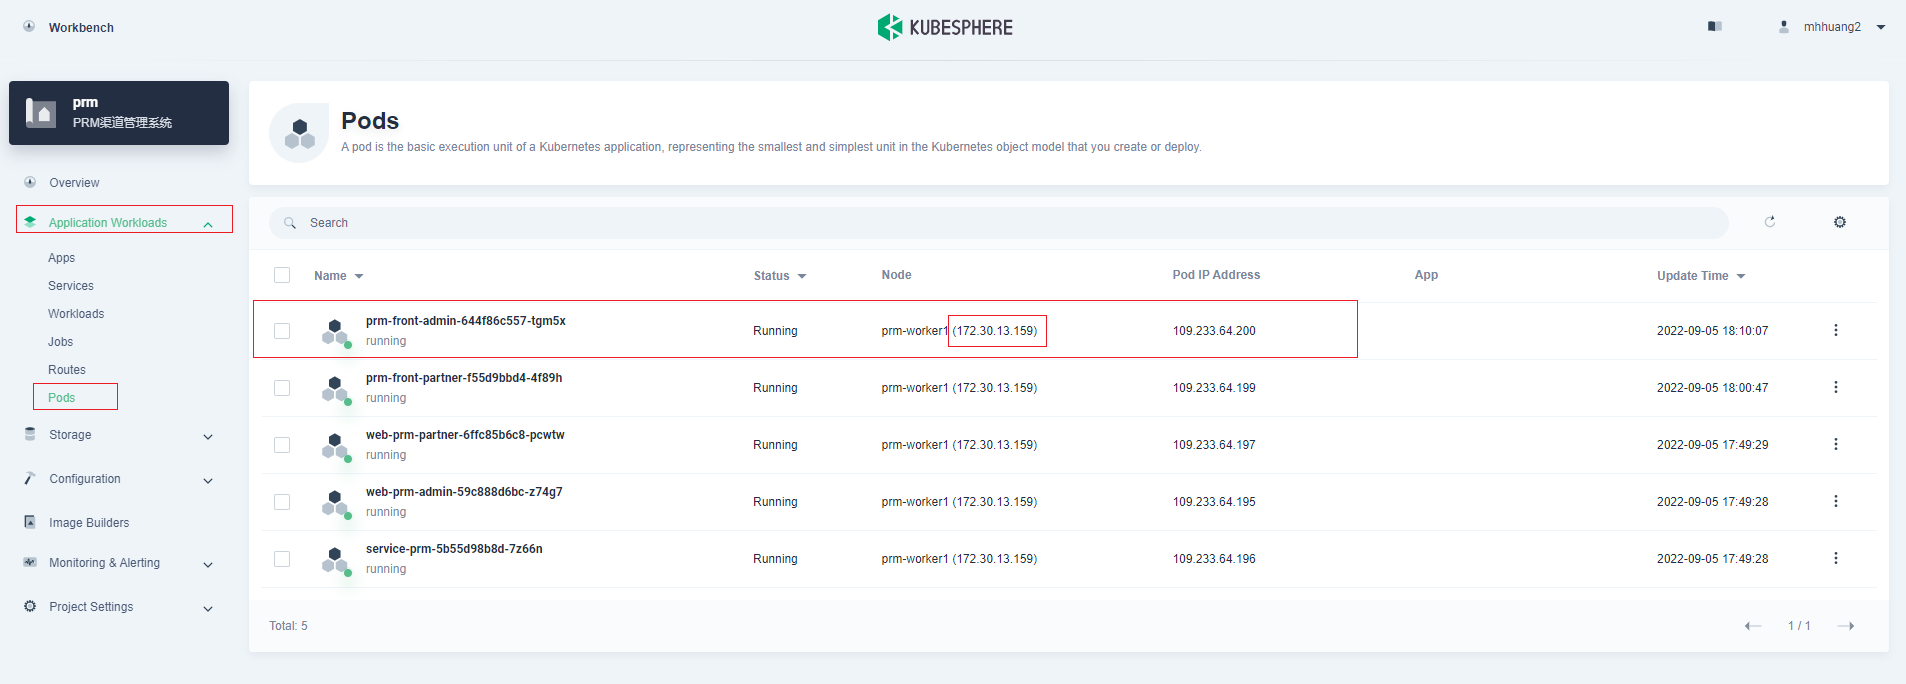 Workbench
KUBESPHERE
mhhuang2
prm
PRM渠道管理系统
Overview
Application Workloads
Apps
Services
Workloads
Jobs
Routes
Pods
Storage
Configuration
Image Builders
Monitoring & Alerting
Project Settings
Pods
A pod is the basic execution unit of a Kubernetes application, representing the smallest and simplest unit in the Kubernetes object model that you create or deploy.
Search
Name Status Node Pod IP Address App Update Time
prm-front-admin-644f86c557-tgm5x
running
Running prm-worker1 (172.30.13.159) 109.233.64.200 2022-09-05 18:10:07
prm-front-partner-f55d9bbd4-4f89h
running
Running prm-worker1 (172.30.13.159) 109.233.64.199 2022-09-05 18:00:47
web-prm-partner-6ffc85b6c8-pcwtw
running
Running prm-worker1 (172.30.13.159) 109.233.64.197 2022-09-05 17:49:29
web-prm-admin-59c888d6bc-z74g7
running
Running prm-worker1 (172.30.13.159) 109.233.64.195 2022-09-05 17:49:28
service-prm-5b55d98b8d-7z66n
running
Running prm-worker1 (172.30.13.159) 109.233.64.196 2022-09-05 17:49:28
Total: 5
1 / 1